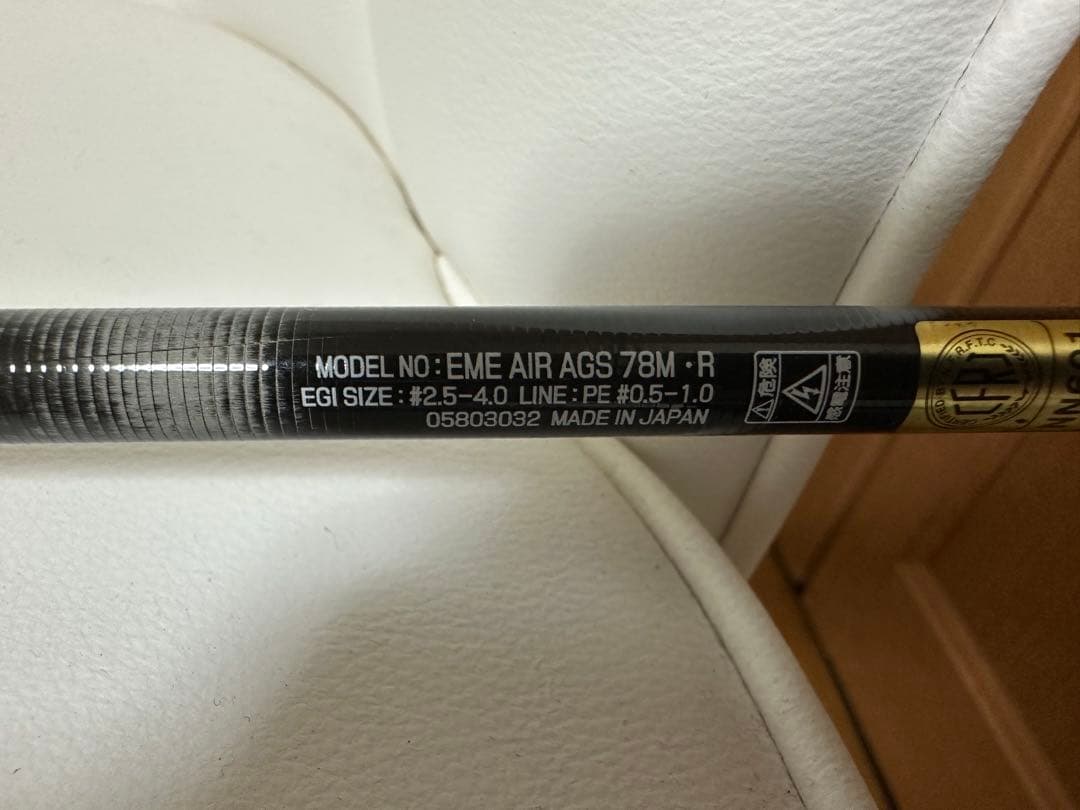 MODEL NO : EME AIR AGS 78M・R
EGI SIZE : #2.5-4.0 LINE : PE #0.5-1.0
05803032 MADE IN JAPAN
危険
感電注意
R.F.T.C